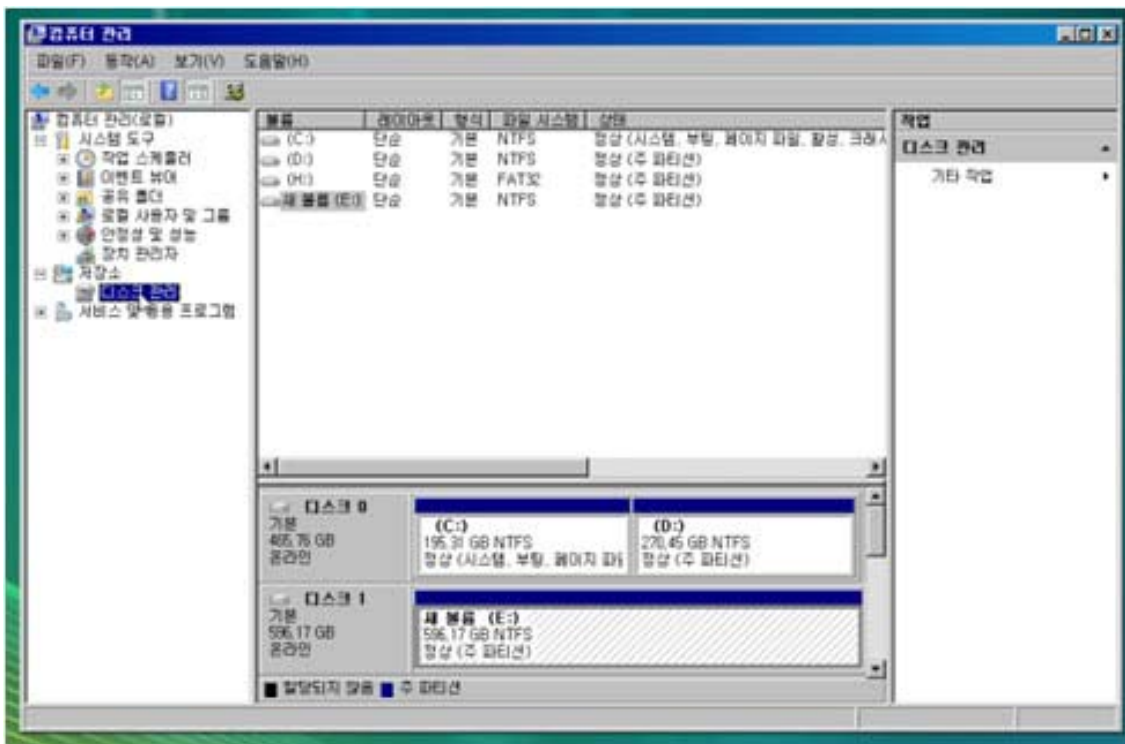 컴퓨터 관리
파일(F) 동작(A) 보기(V) 도움말(H)
컴퓨터 관리(로컬)
시스템 도구
작업 스케줄러
이벤트 뷰어
공유 폴더
로컬 사용자 및 그룹
안정성 및 성능
장치 관리자
저장소
디스크 관리
서비스 및 응용 프로그램
볼륨 레이아웃 형식 파일 시스템 상태
(C:) 단순 기본 NTFS 정상 (시스템, 부팅, 페이지 파일, 활성, 크래시
(D:) 단순 기본 NTFS 정상 (주 파티션)
(H:) 단순 기본 FAT32 정상 (주 파티션)
새 볼륨 (E:) 단순 기본 NTFS 정상 (주 파티션)
작업
디스크 관리
기타 작업
디스크 0
기본
465.76 GB
온라인
(C:)
195.31 GB NTFS
정상 (시스템, 부팅, 페이지 파일
(D:)
270.45 GB NTFS
정상 (주 파티션)
디스크 1
기본
596.17 GB
온라인
새 볼륨 (E:)
596.17 GB NTFS
정상 (주 파티션)
할당되지 않음 주 파티션